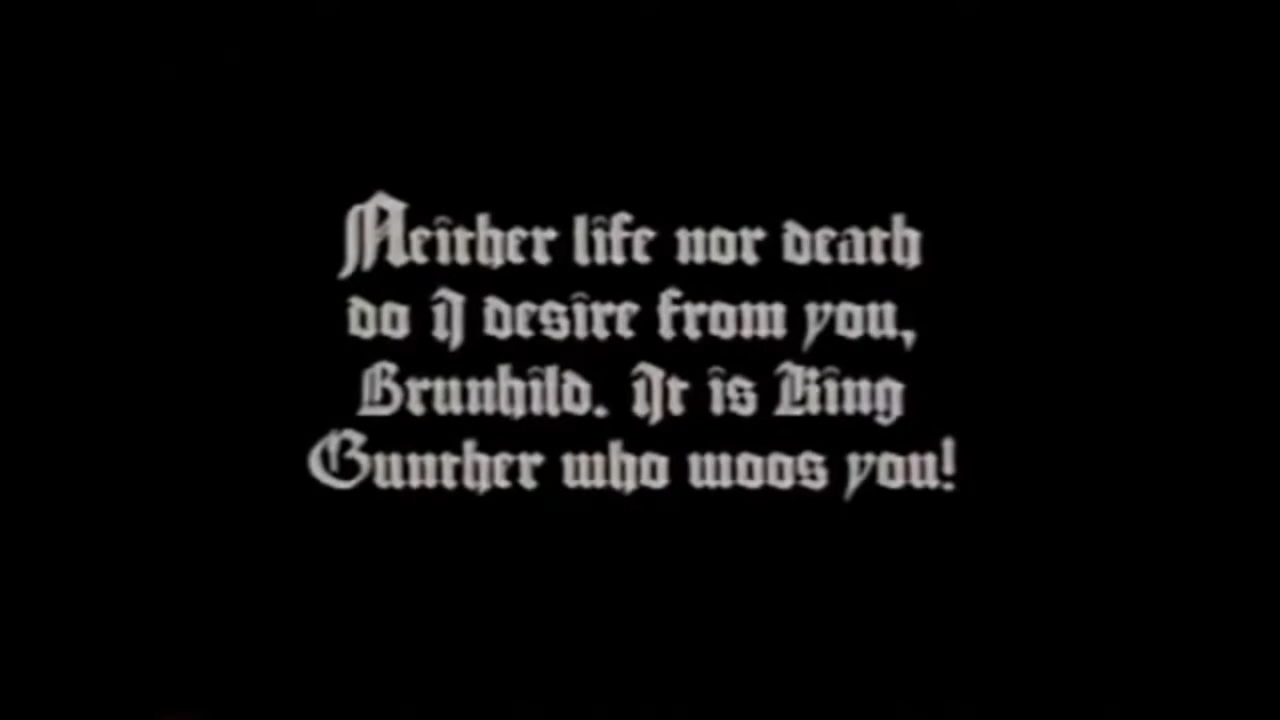 Neither life nor death
do I desire from you,
Brunhild. It is King
Gunther who woos you!